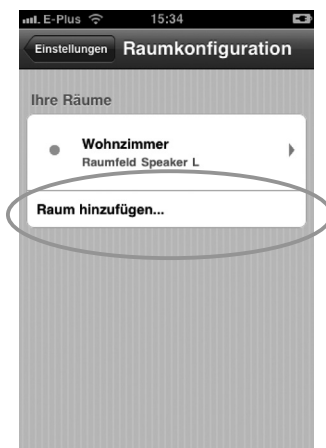 E-Plus 15:34
Einstellungen Raumkonfiguration
Ihre Räume
Wohnzimmer
Raumfeld Speaker L
Raum hinzufügen...